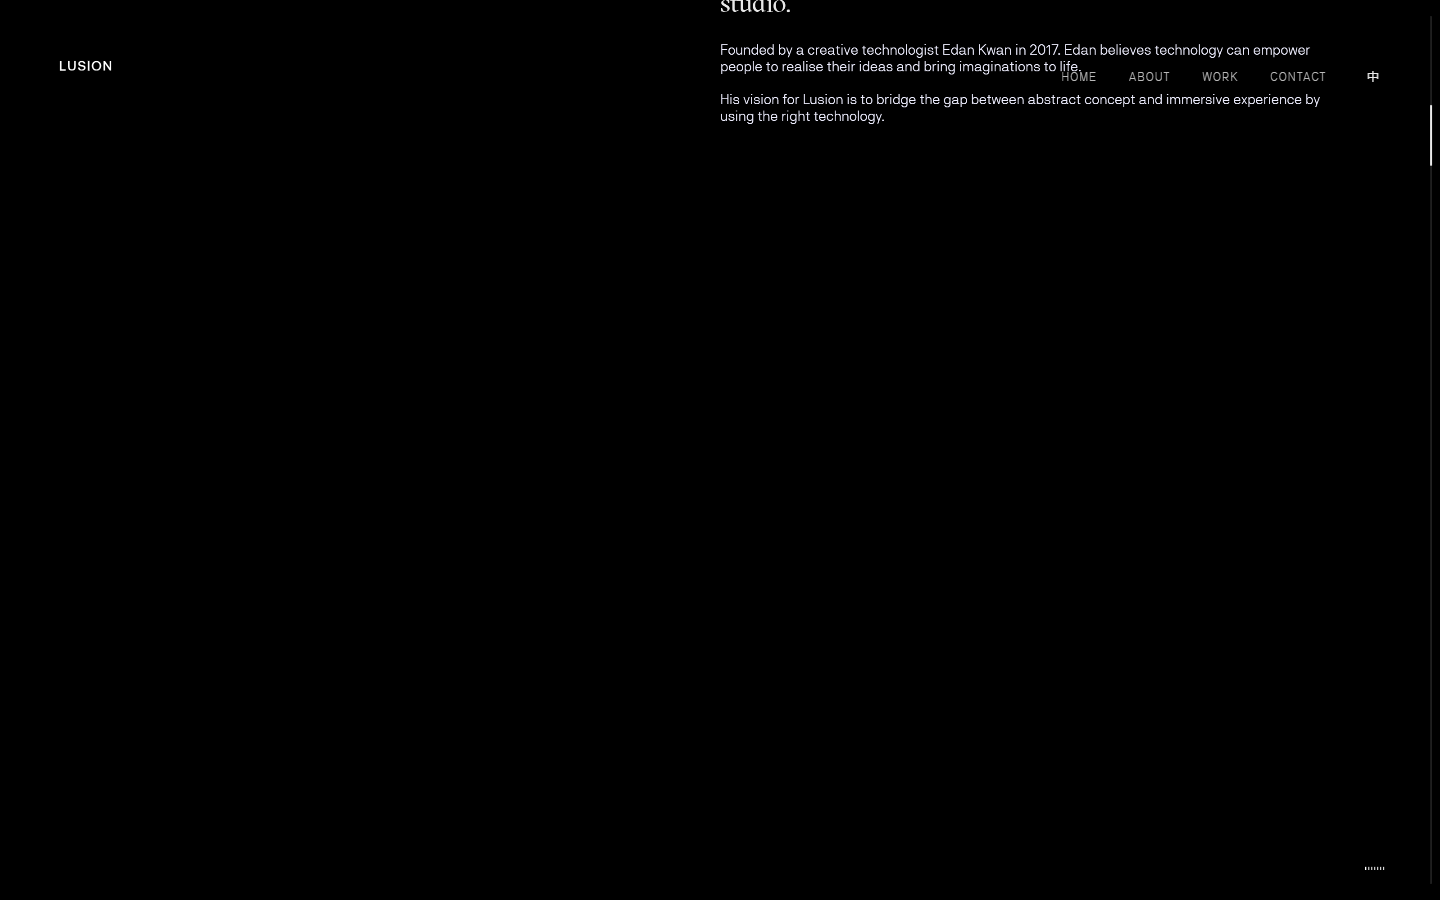 studio.
LUSION
Founded by a creative technologist Edan Kwan in 2017. Edan believes technology can empower
people to realise their ideas and bring imaginations to life.
HOME ABOUT WORK CONTACT 中
His vision for Lusion is to bridge the gap between abstract concept and immersive experience by
using the right technology.